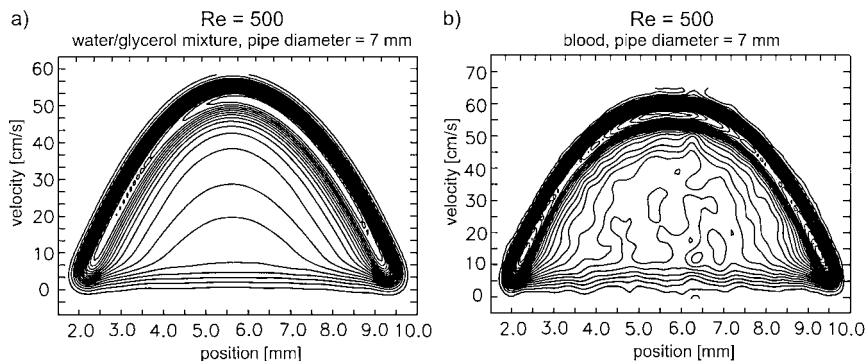 a)
Re = 500
water/glycerol mixture, pipe diameter = 7 mm
velocity [cm/s]
60
50
40
30
20
10
0
2.0 3.0 4.0 5.0 6.0 7.0 8.0 9.0 10.0
position [mm]
b)
Re = 500
blood, pipe diameter = 7 mm
velocity [cm/s]
70
60
50
40
30
20
10
0
2.0 3.0 4.0 5.0 6.0 7.0 8.0 9.0 10.0
position [mm]